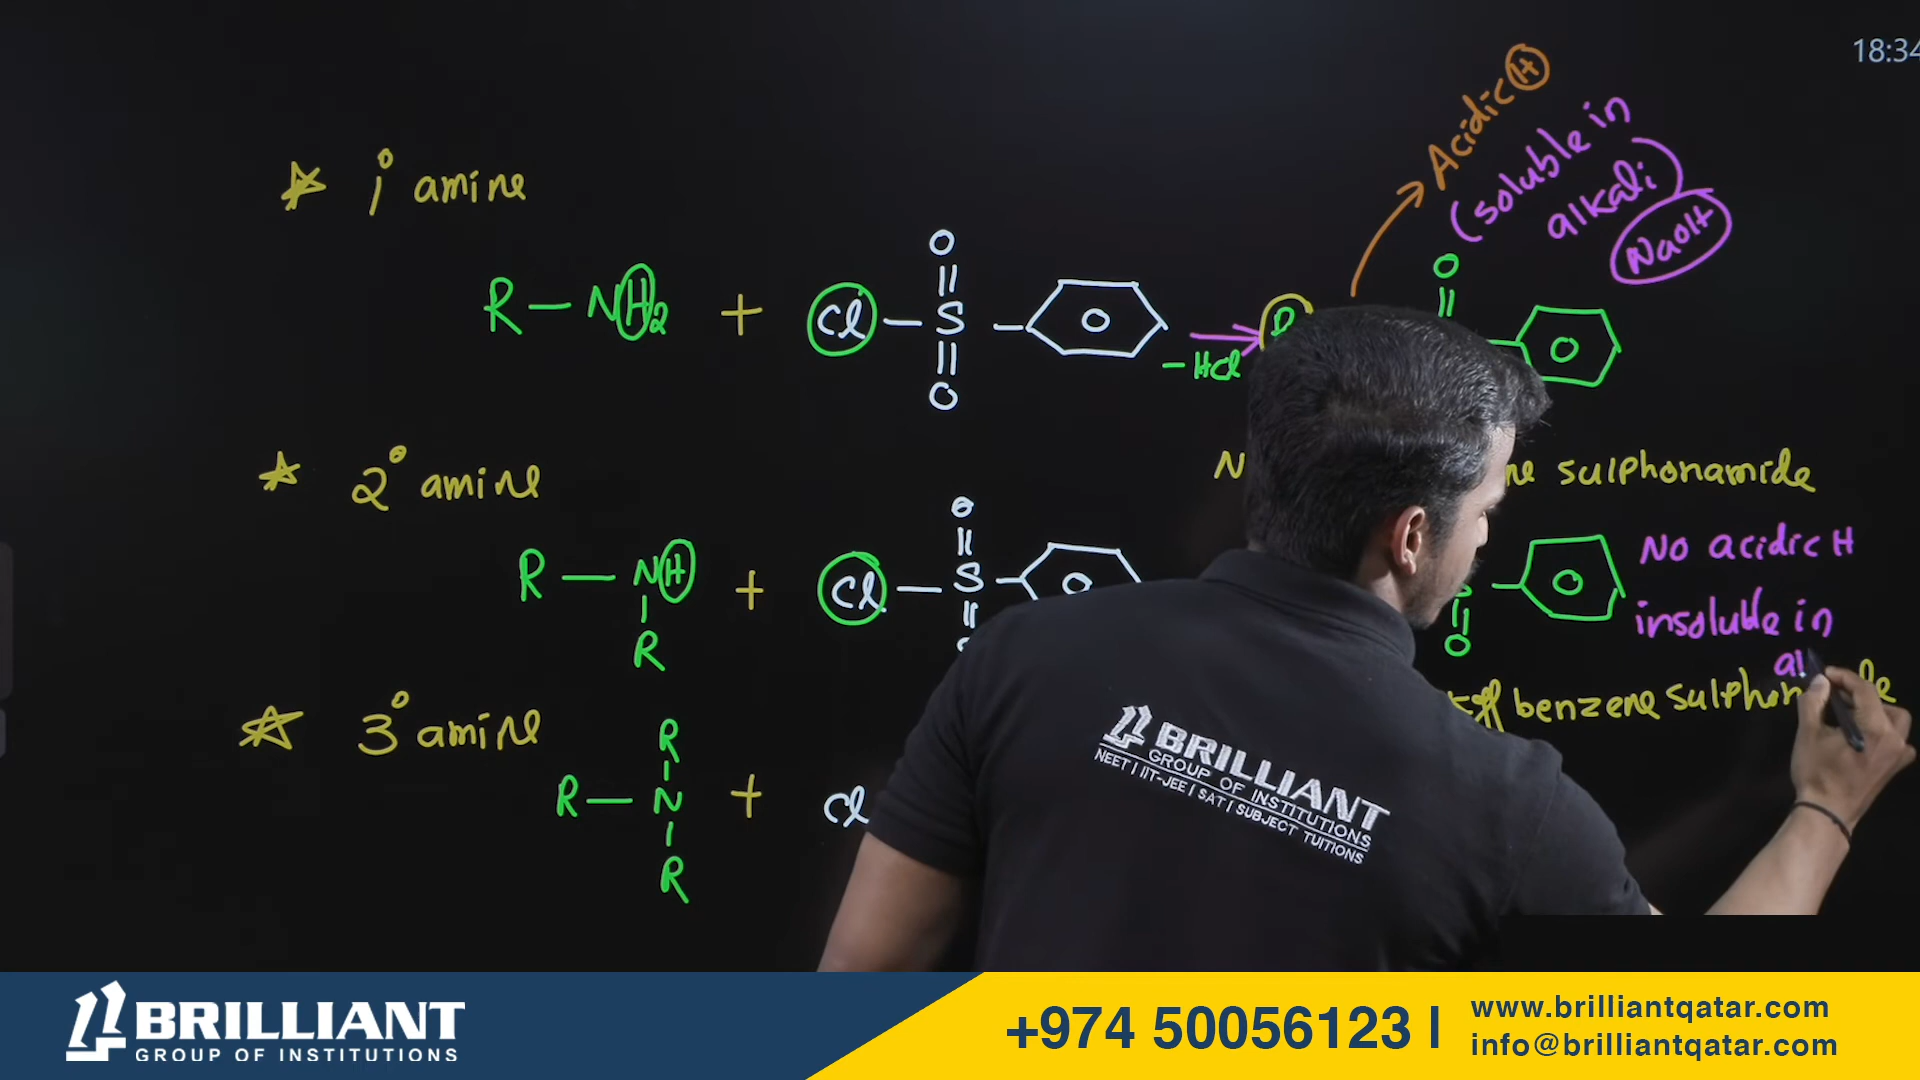 18:34
☆ 1° amine
Acidic H
(soluble in
alkali)
NaOH
R — NH2 + Cl — S —
O
O
O
- HCl
☆ 2° amine
sulphonamide
R — NH + Cl — S —
R
O
O
No acidic H
insoluble in
al
benzene sulphon
☆ 3° amine
R
R — N + Cl
R
BRILLIANT
GROUP OF INSTITUTIONS
NEET | IIT-JEE | SAT | SUBJECT TUITIONS
BRILLIANT
GROUP OF INSTITUTIONS
+974 50056123 |
www.brilliantqatar.com
info@brilliantqatar.com